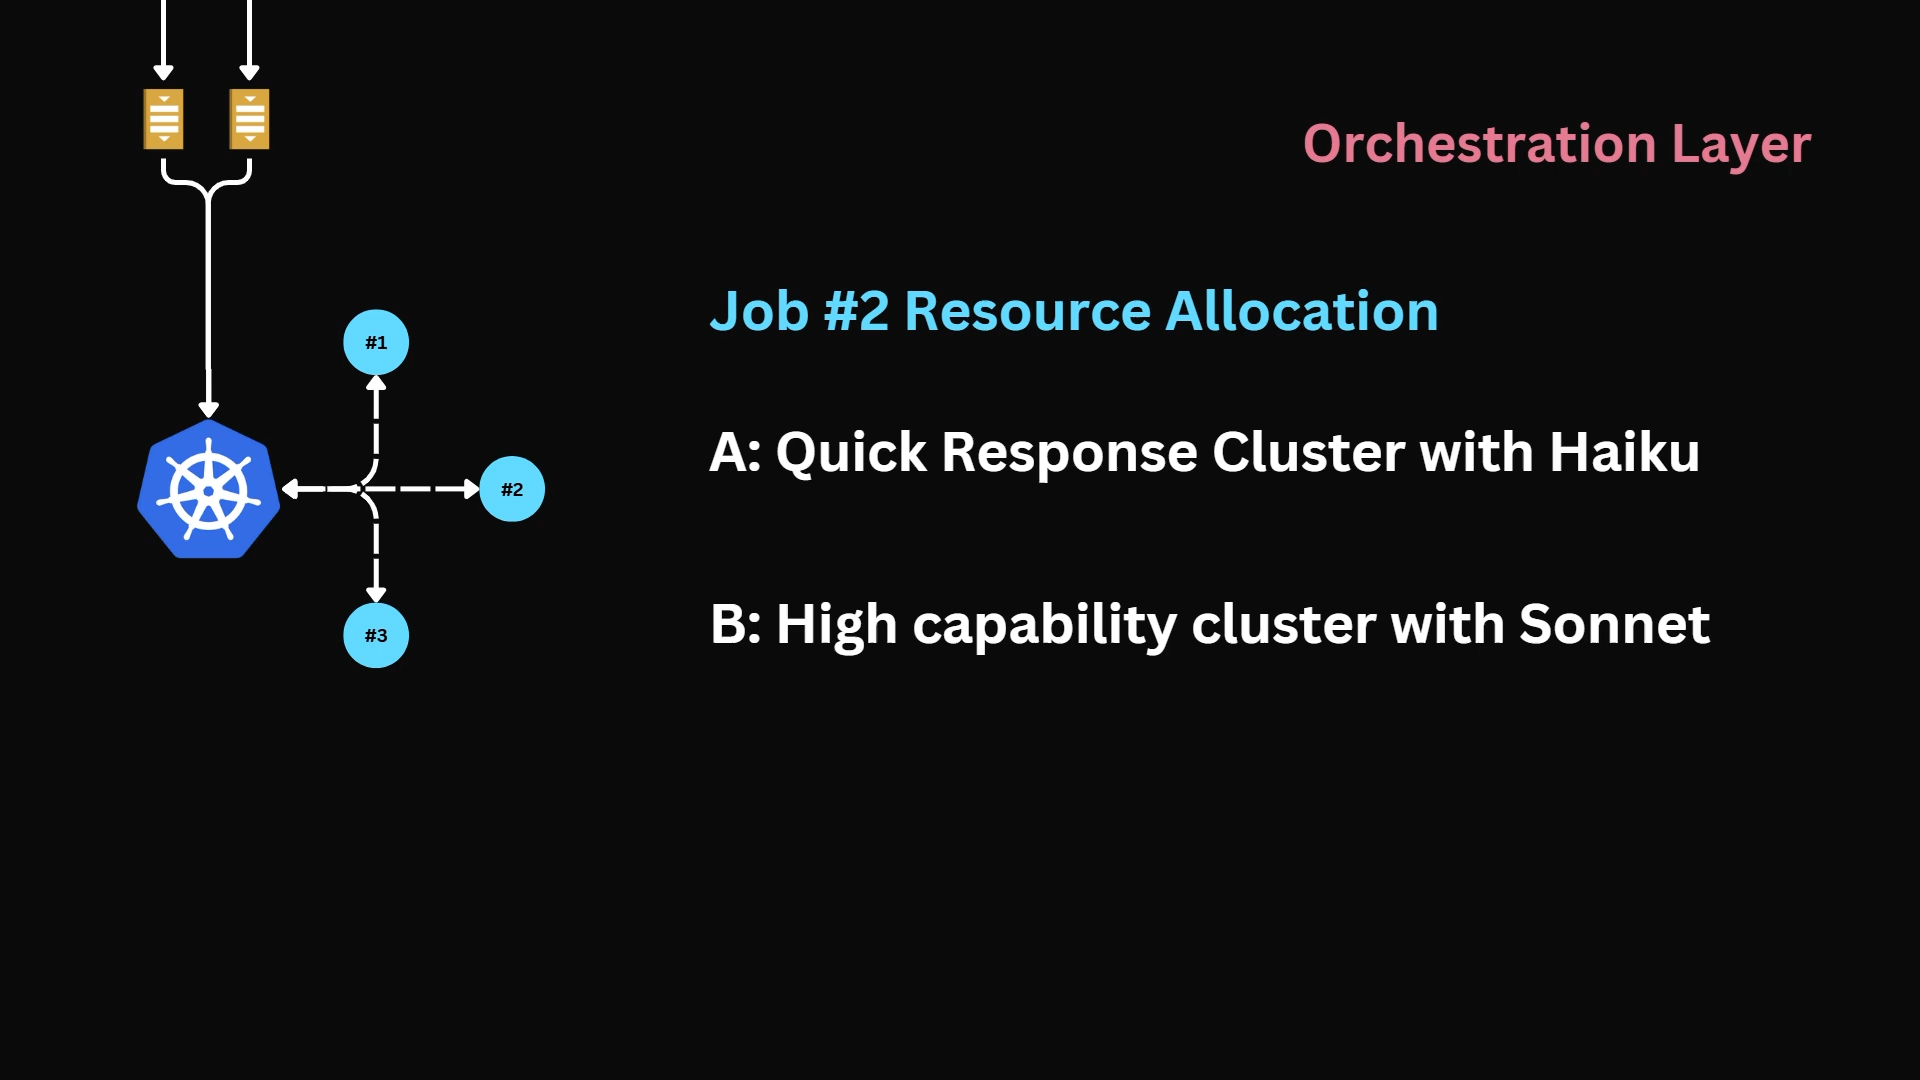 Orchestration Layer
Job #2 Resource Allocation
#1
A: Quick Response Cluster with Haiku
#2
B: High capability cluster with Sonnet
#3